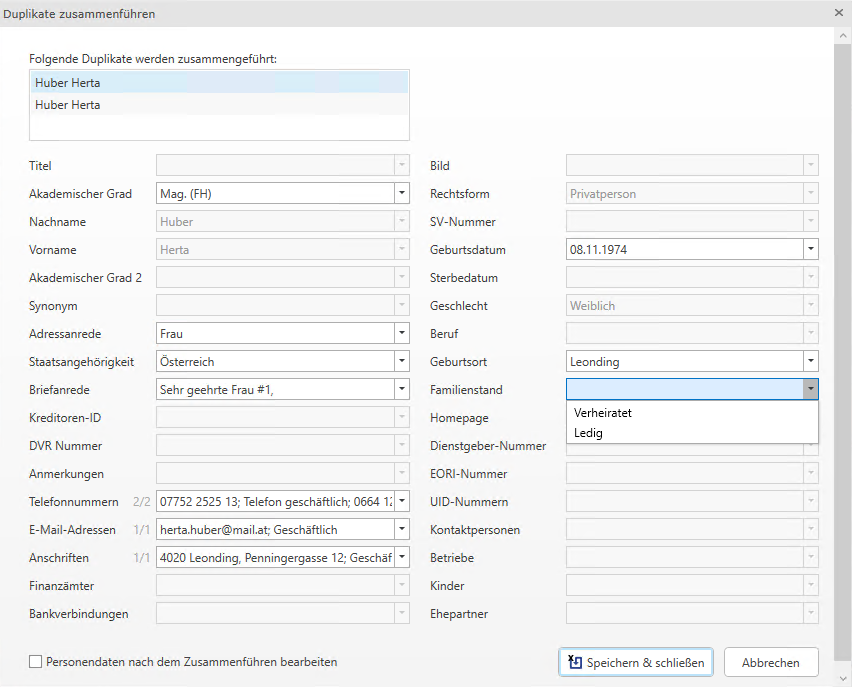 Duplikate zusammenführen
Folgende Duplikate werden zusammengeführt:
Huber Herta
Huber Herta
Titel
Akademischer Grad Mag. (FH)
Nachname Huber
Vorname Herta
Akademischer Grad 2
Synonym
Adressanrede Frau
Staatsangehörigkeit Österreich
Briefanrede Sehr geehrte Frau #1,
Kreditoren-ID
DVR Nummer
Anmerkungen
Telefonnummern 2/2 07752 2525 13; Telefon geschäftlich; 0664 12
E-Mail-Adressen 1/1 herta.huber@mail.at; Geschäftlich
Anschriften 1/1 4020 Leonding, Penningergasse 12; Geschäf
Finanzämter
Bankverbindungen
Bild
Rechtsform Privatperson
SV-Nummer
Geburtsdatum 08.11.1974
Sterbedatum
Geschlecht Weiblich
Beruf
Geburtsort Leonding
Familienstand
Verheiratet
Ledig
Homepage
Dienstgeber-Nummer
EORI-Nummer
UID-Nummern
Kontaktpersonen
Betriebe
Kinder
Ehepartner
Personendaten nach dem Zusammenführen bearbeiten
Speichern & schließen
Abbrechen